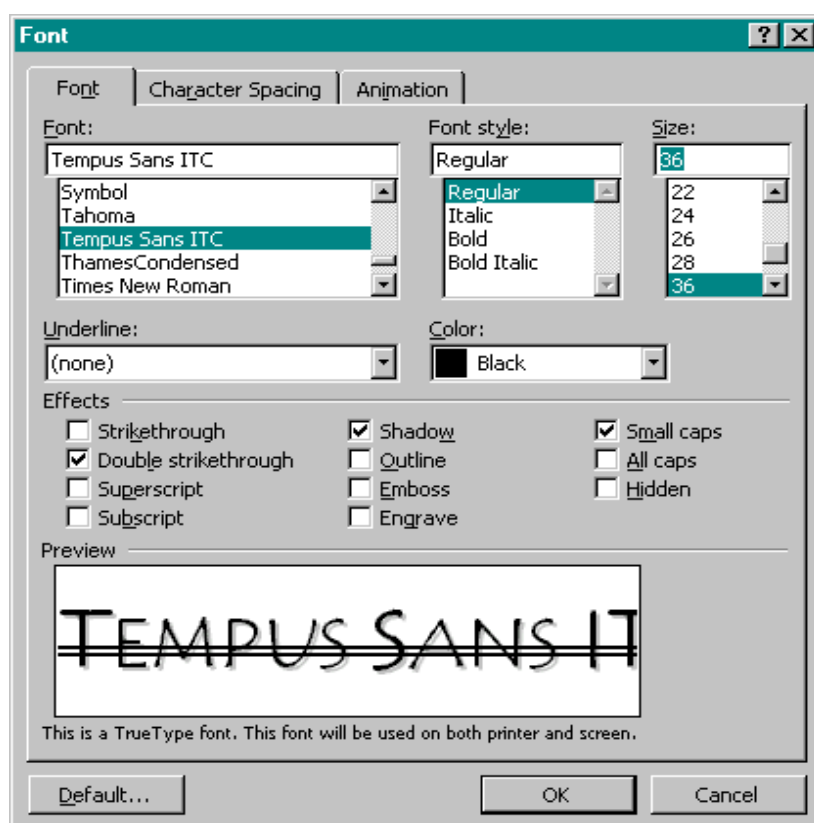 Font
Font Character Spacing Animation
Font: Font style: Size:
Tempus Sans ITC Regular 36
Symbol Regular 22
Tahoma Italic 24
Tempus Sans ITC Bold 26
ThamesCondensed Bold Italic 28
Times New Roman 36
Underline: Color:
(none) Black
Effects
Strikethrough Shadow Small caps
Double strikethrough Outline All caps
Superscript Emboss Hidden
Subscript Engrave
Preview
TEMPUS SANS IT
This is a TrueType font. This font will be used on both printer and screen.
Default... OK Cancel